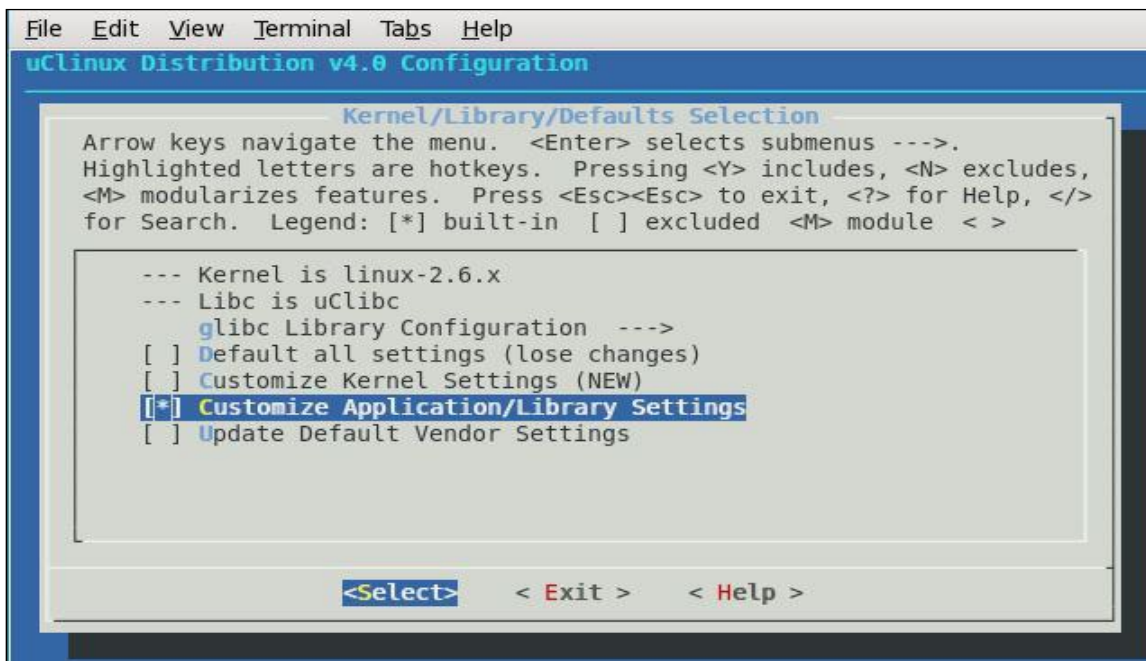 File Edit View Terminal Tabs Help
uClinux Distribution v4.0 Configuration
Kernel/Library/Defaults Selection
Arrow keys navigate the menu. <Enter> selects submenus --->.
Highlighted letters are hotkeys. Pressing <Y> includes, <N> excludes,
<M> modularizes features. Press <Esc><Esc> to exit, <?> for Help, </>
for Search. Legend: [*] built-in [ ] excluded <M> module < >
--- Kernel is linux-2.6.x
--- Libc is uClibc
glibc Library Configuration --->
[ ] Default all settings (lose changes)
[ ] Customize Kernel Settings (NEW)
[*] Customize Application/Library Settings
[ ] Update Default Vendor Settings
<Select> < Exit > < Help >